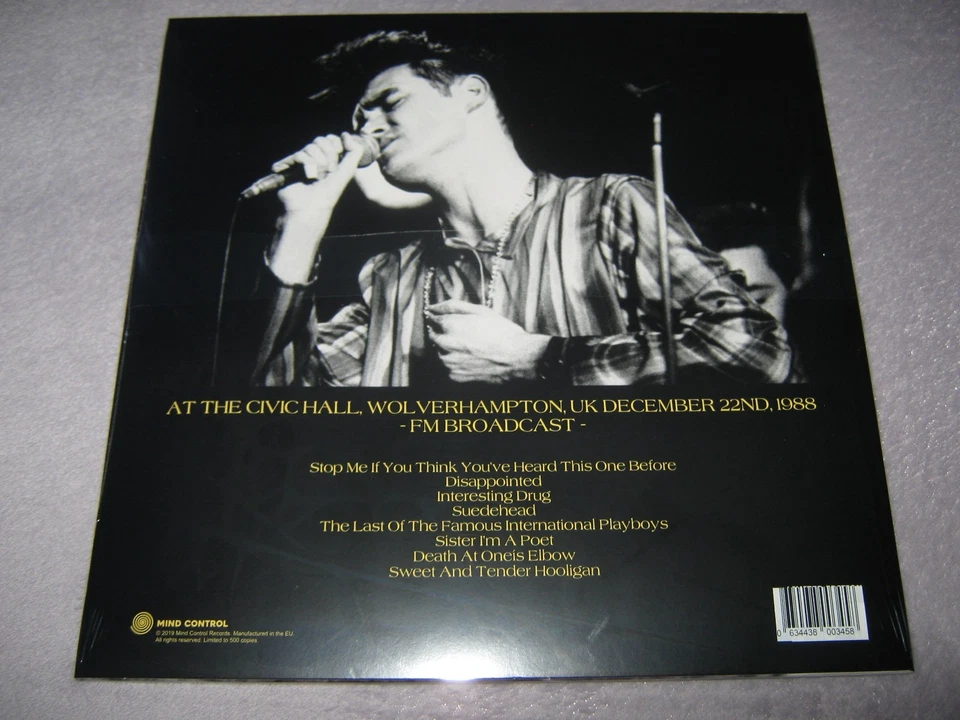 AT THE CIVIC HALL, WOLVERHAMPTON, UK DECEMBER 22ND, 1988
- FM BROADCAST -
Stop Me If You Think You've Heard This One Before
Disappointed
Interesting Drug
Suedehead
The Last Of The Famous International Playboys
Sister I'm A Poet
Death At Oneís Elbow
Sweet And Tender Hooligan
MIND CONTROL
© 2019 Mind Control Records. Manufactured in the EU.
All rights reserved. Limited to 500 copies
0 634438 003458